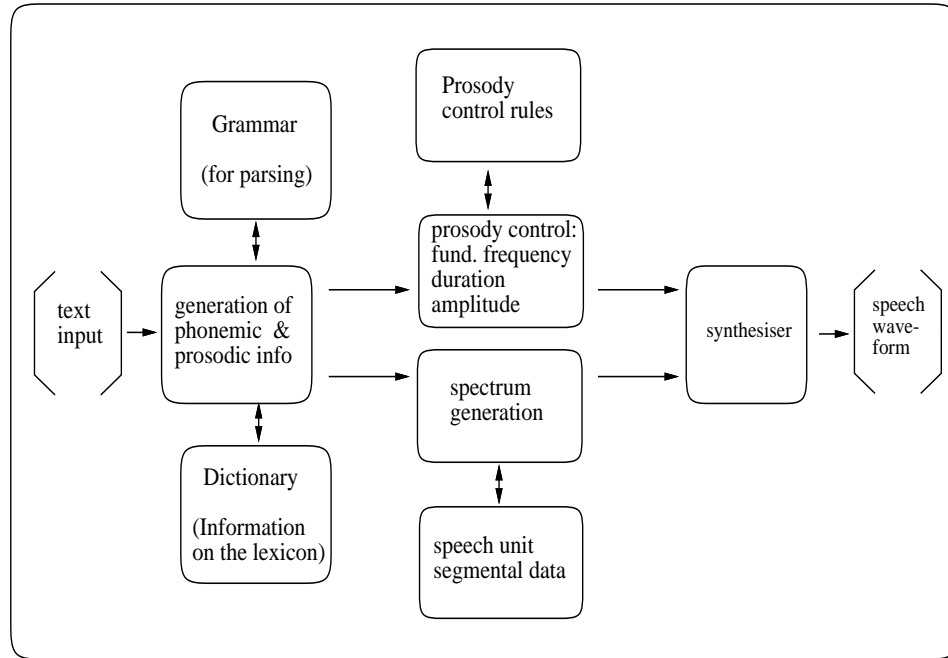 Grammar
(for parsing)
Prosody
control rules
text
input
generation of
phonemic & 
prosodic info
prosody control:
fund. frequency
duration
amplitude
spectrum
generation
synthesiser
speech
wave-
form
Dictionary
(Information
on the lexicon)
speech unit
segmental data